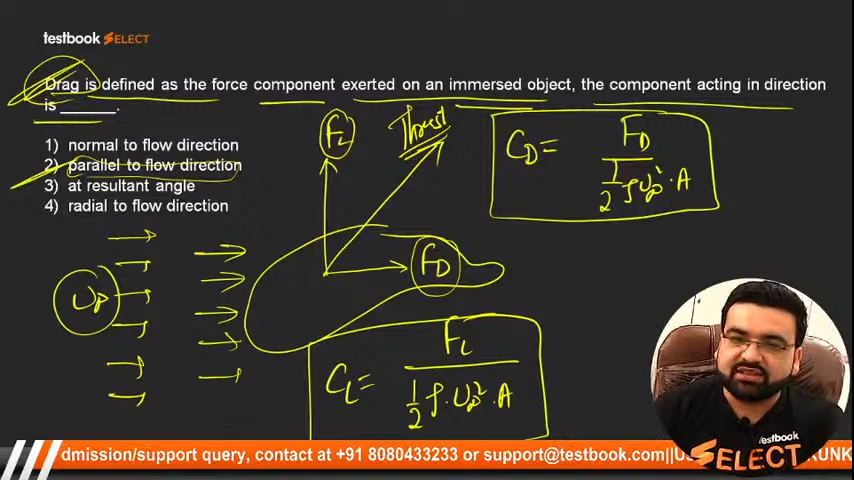 testbook SELECT
Drag is defined as the force component exerted on an immersed object, the component acting in direction
is ______.
1) normal to flow direction
2) parallel to flow direction
3) at resultant angle
4) radial to flow direction
FL
Thrust
CD = FD
1/2 ρU∞² . A
U∞
FD
CL = FL
1/2 ρ.U∞² . A
testbook
SELECT
dmission/support query, contact at +91 8080433233 or support@testbook.com||
RUNK